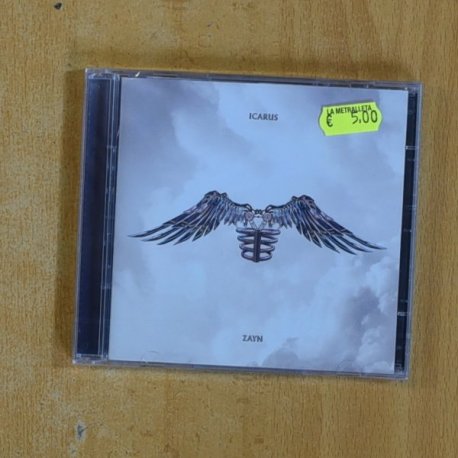 ICARUS
LA METRALLETA
€ 5,00
ZAYN